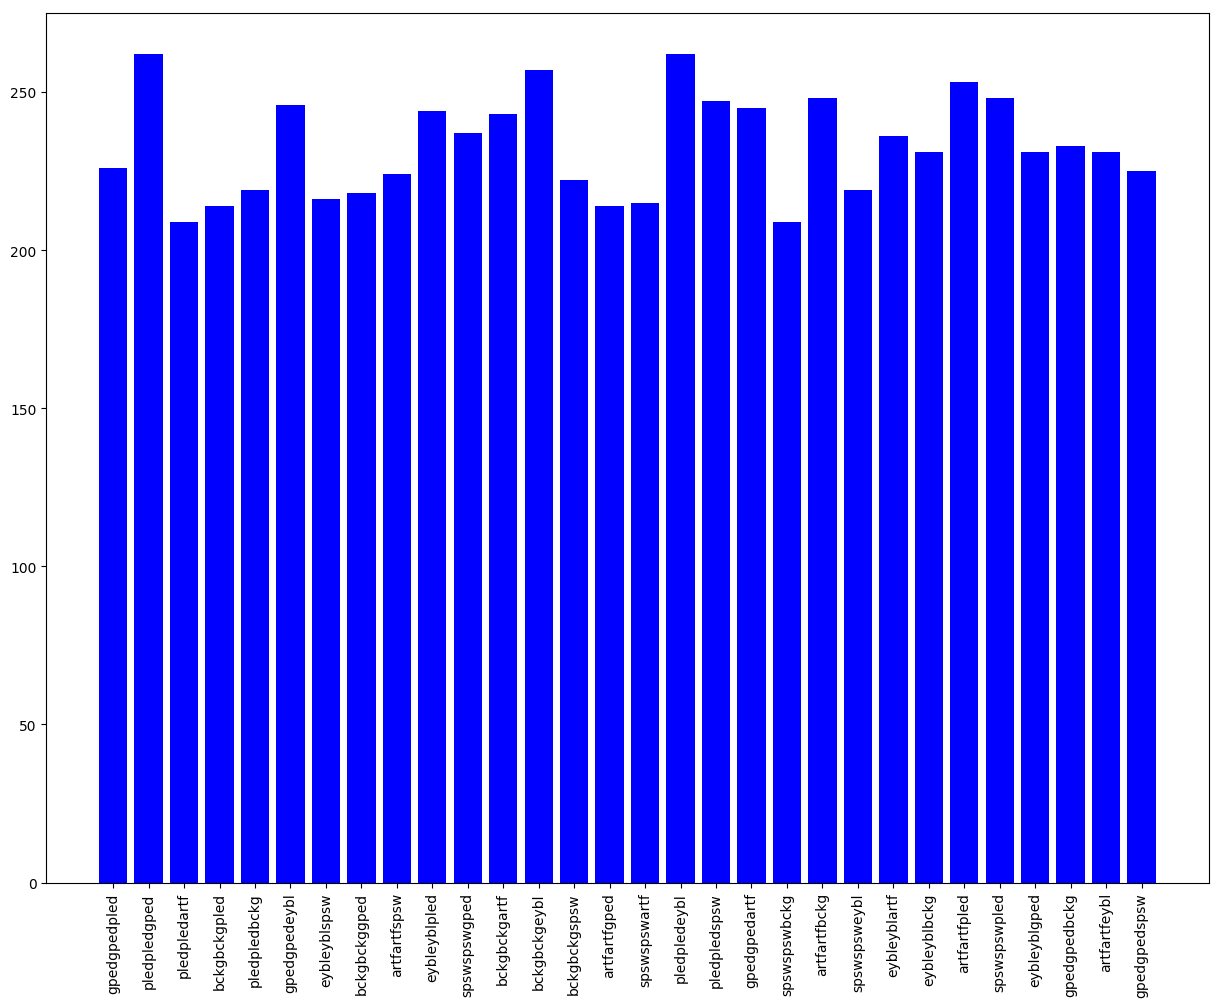 250
200
150
100
50
0
gpedgpedpled
pledpledgped
pledpledartf
bckgbckgpled
pledpledbckg
gpedgpedeybl
eybleyblspsw
bckgbckggped
artfartfspsw
eybleyblpled
spswspswgped
bckgbckgartf
bckgbckgeybl
bckgbckgspsw
artfartfgped
spswspswartf
pledpledeybl
pledpledspsw
gpedgpedartf
spswspswbckg
artfartfbckg
spswspsweybl
eybleyblartf
eybleyblbckg
artfartfpled
spswspswpled
eybleyblgped
gpedgpedbckg
artfartfeybl
gpedgpedspsw